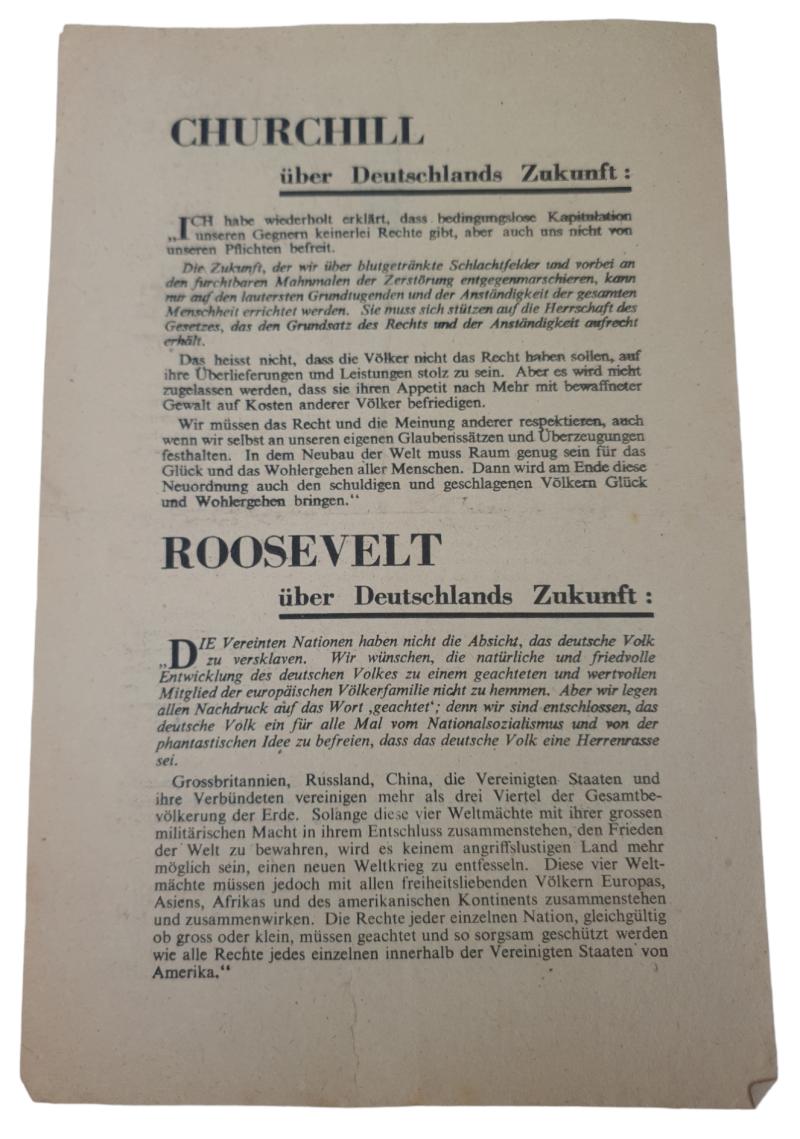 CHURCHILL
über Deutschlands Zukunft :
„ICH habe wiederholt erklärt, dass bedingungslose Kapitulation
unseren Gegnern keinerlei Rechte gibt, aber auch uns nicht von
unseren Pflichten befreit.
Die Zukunft, der wir über blutgetränkte Schlachtfelder und vorbei an
den furchtbaren Mahnmalen der Zerstörung entgegenmarschieren, kann
nur auf den lautersten Grundtugenden und der Anständigkeit der gesamten
Menschheit errichtet werden. Sie muss sich stützen auf die Herrschaft des
Gesetzes, das den Grundsatz des Rechts und der Anständigkeit aufrecht
erhält.
Das heisst nicht, dass die Völker nicht das Recht haben sollen, auf
ihre Überlieferungen und Leistungen stolz zu sein. Aber es wird nicht
zugelassen werden, dass sie ihren Appetit nach Mehr mit bewaffneter
Gewalt auf Kosten anderer Völker befriedigen.
Wir müssen das Recht und die Meinung anderer respektieren, auch
wenn wir selbst an unseren eigenen Glaubenssätzen und Überzeugungen
festhalten. In dem Neubau der Welt muss Raum genug sein für das
Glück und das Wohlergehen aller Menschen. Dann wird am Ende diese
Neuordnung auch den schuldigen und geschlagenen Völkern Glück
und Wohlergehen bringen.“
ROOSEVELT
über Deutschlands Zukunft :
„DIE Vereinten Nationen haben nicht die Absicht, das deutsche Volk
zu versklaven. Wir wünschen, die natürliche und friedvolle
Entwicklung des deutschen Volkes zu einem geachteten und wertvollen
Mitglied der europäischen Völkerfamilie nicht zu hemmen. Aber wir legen
allen Nachdruck auf das Wort ‚geachtet‘; denn wir sind entschlossen, das
deutsche Volk ein für alle Mal vom Nationalsozialismus und von der
phantastischen Idee zu befreien, dass das deutsche Volk eine Herrenrasse
sei.
Grossbritannien, Russland, China, die Vereinigten Staaten und
ihre Verbündeten vereinigen mehr als drei Viertel der Gesamtbe-
völkerung der Erde. Solange diese vier Weltmächte mit ihrer grossen
militärischen Macht in ihrem Entschluss zusammenstehen, den Frieden
der Welt zu bewahren, wird es keinem angriffslustigen Land mehr
möglich sein, einen neuen Weltkrieg zu entfesseln. Diese vier Welt-
mächte müssen jedoch mit allen freiheitsliebenden Völkern Europas,
Asiens, Afrikas und des amerikanischen Kontinents zusammenstehen
und zusammenwirken. Die Rechte jeder einzelnen Nation, gleichgültig
ob gross oder klein, müssen geachtet und so sorgsam geschützt werden
wie alle Rechte jedes einzelnen innerhalb der Vereinigten Staaten von
Amerika.“